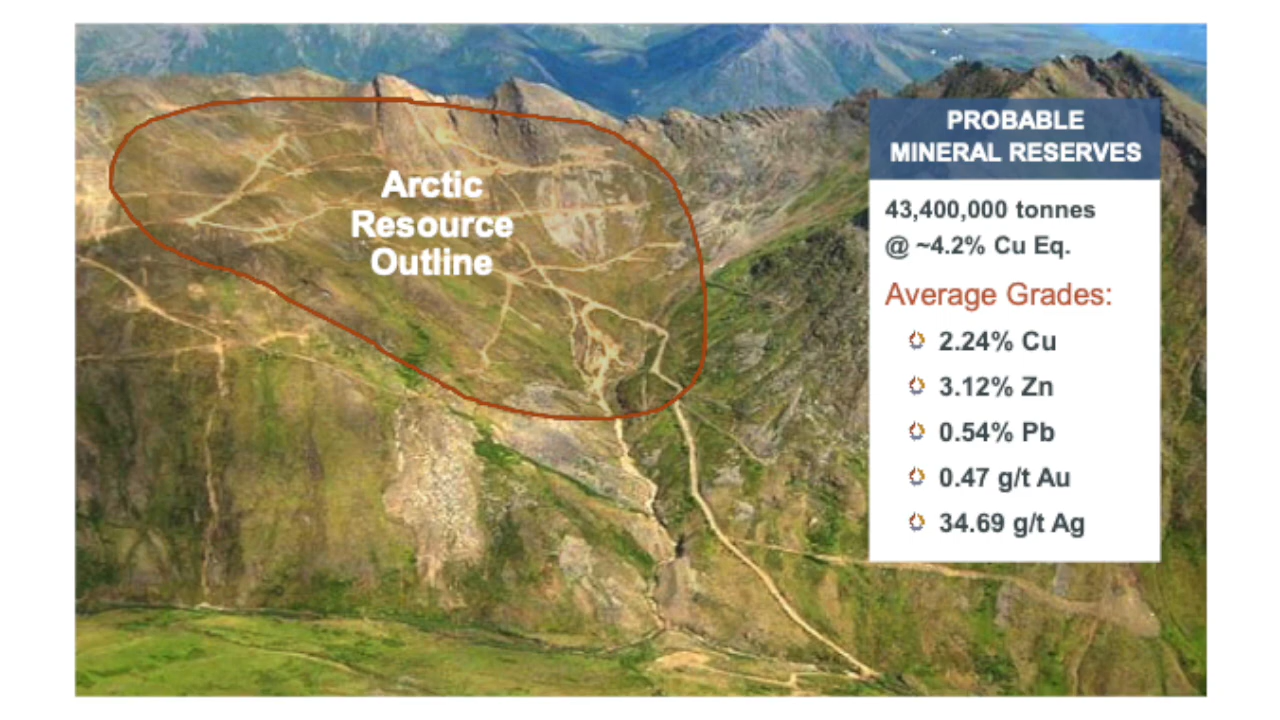 Arctic
Resource
Outline
PROBABLE
MINERAL RESERVES
43,400,000 tonnes
@ ~4.2% Cu Eq.
Average Grades:
2.24% Cu
3.12% Zn
0.54% Pb
0.47 g/t Au
34.69 g/t Ag